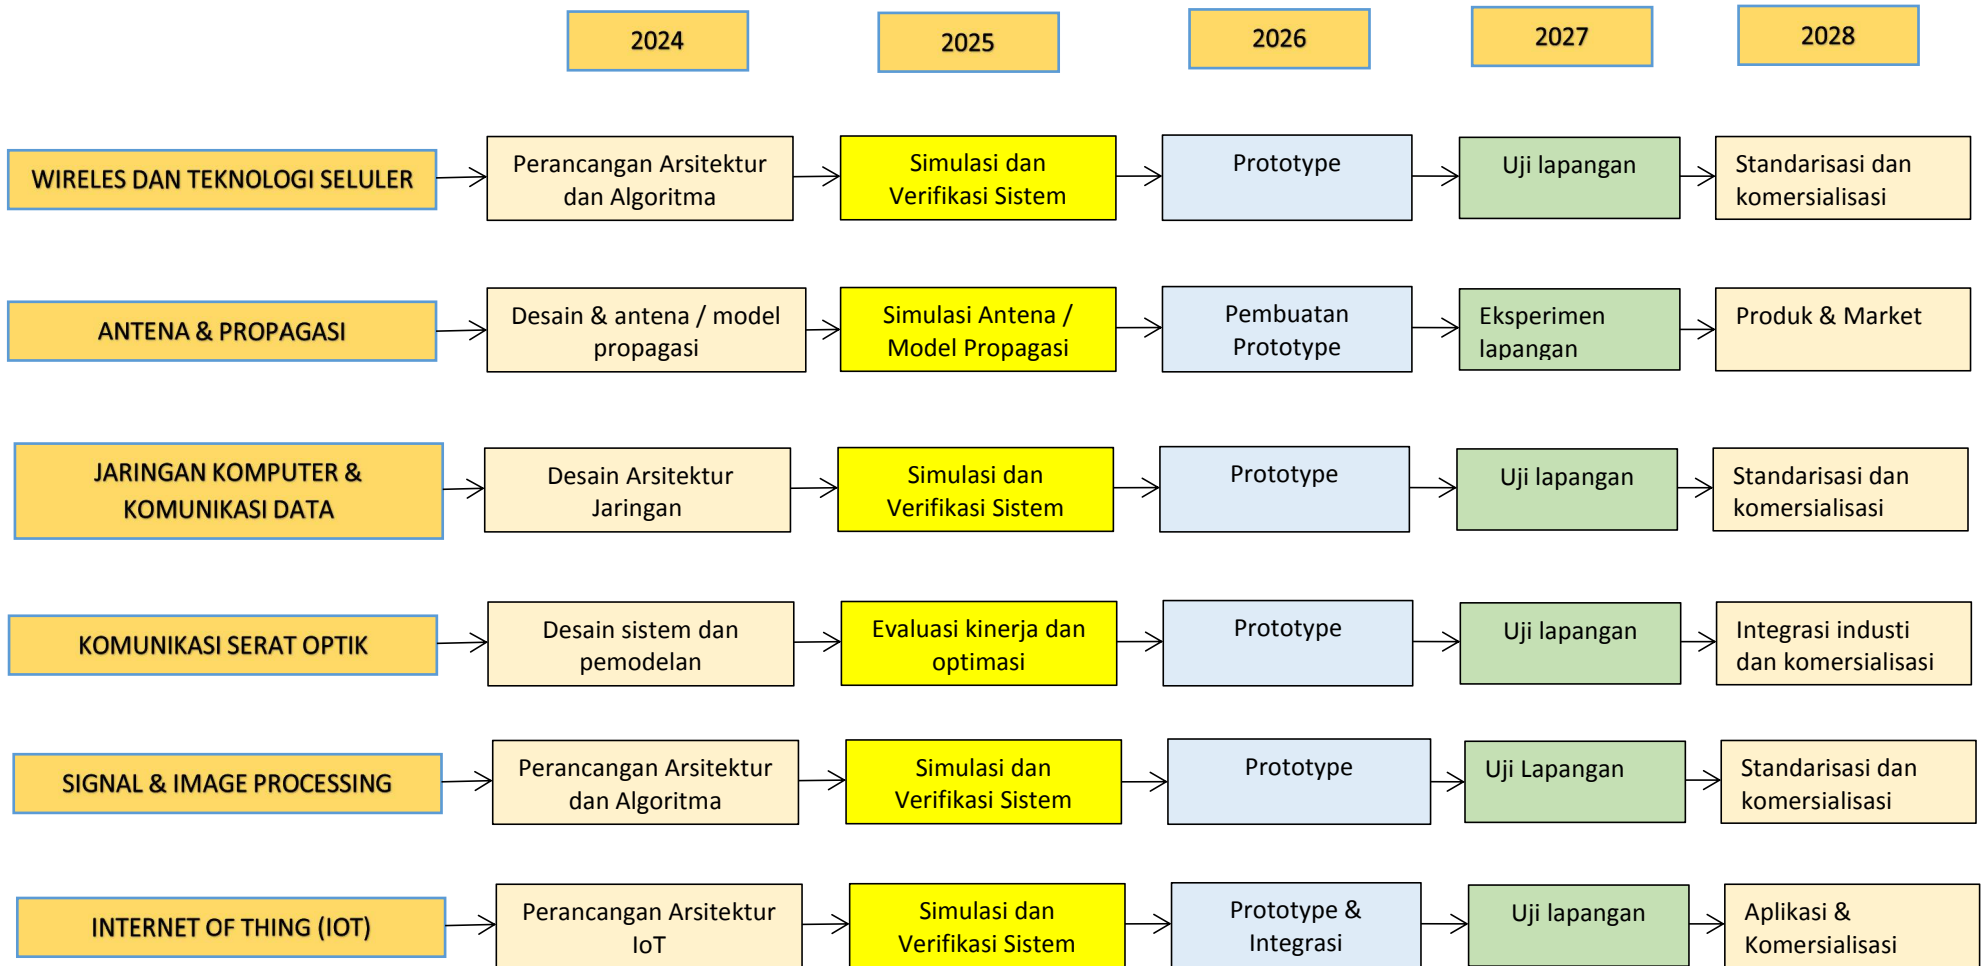 2024
2025
2026
2027
2028
WIRELES DAN TEKNOLOGI SELULER
Perancangan Arsitektur
dan Algoritma
Simulasi dan
Verifikasi Sistem
Prototype
Uji lapangan
Standarisasi dan
komersialisasi
ANTENA & PROPAGASI
Desain & antena / model
propagasi
Simulasi Antena /
Model Propagasi
Pembuatan
Prototype
Eksperimen
lapangan
Produk & Market
JARINGAN KOMPUTER &
KOMUNIKASI DATA
Desain Arsitektur
Jaringan
Simulasi dan
Verifikasi Sistem
Prototype
Uji lapangan
Standarisasi dan
komersialisasi
KOMUNIKASI SERAT OPTIK
Desain sistem dan
pemodelan
Evaluasi kinerja dan
optimasi
Prototype
Uji lapangan
Integrasi industi
dan komersialisasi
SIGNAL & IMAGE PROCESSING
Perancangan Arsitektur
dan Algoritma
Simulasi dan
Verifikasi Sistem
Prototype
Uji Lapangan
Standarisasi dan
komersialisasi
INTERNET OF THING (IOT)
Perancangan Arsitektur
IoT
Simulasi dan
Verifikasi Sistem
Prototype &
Integrasi
Uji lapangan
Aplikasi &
Komersialisasi